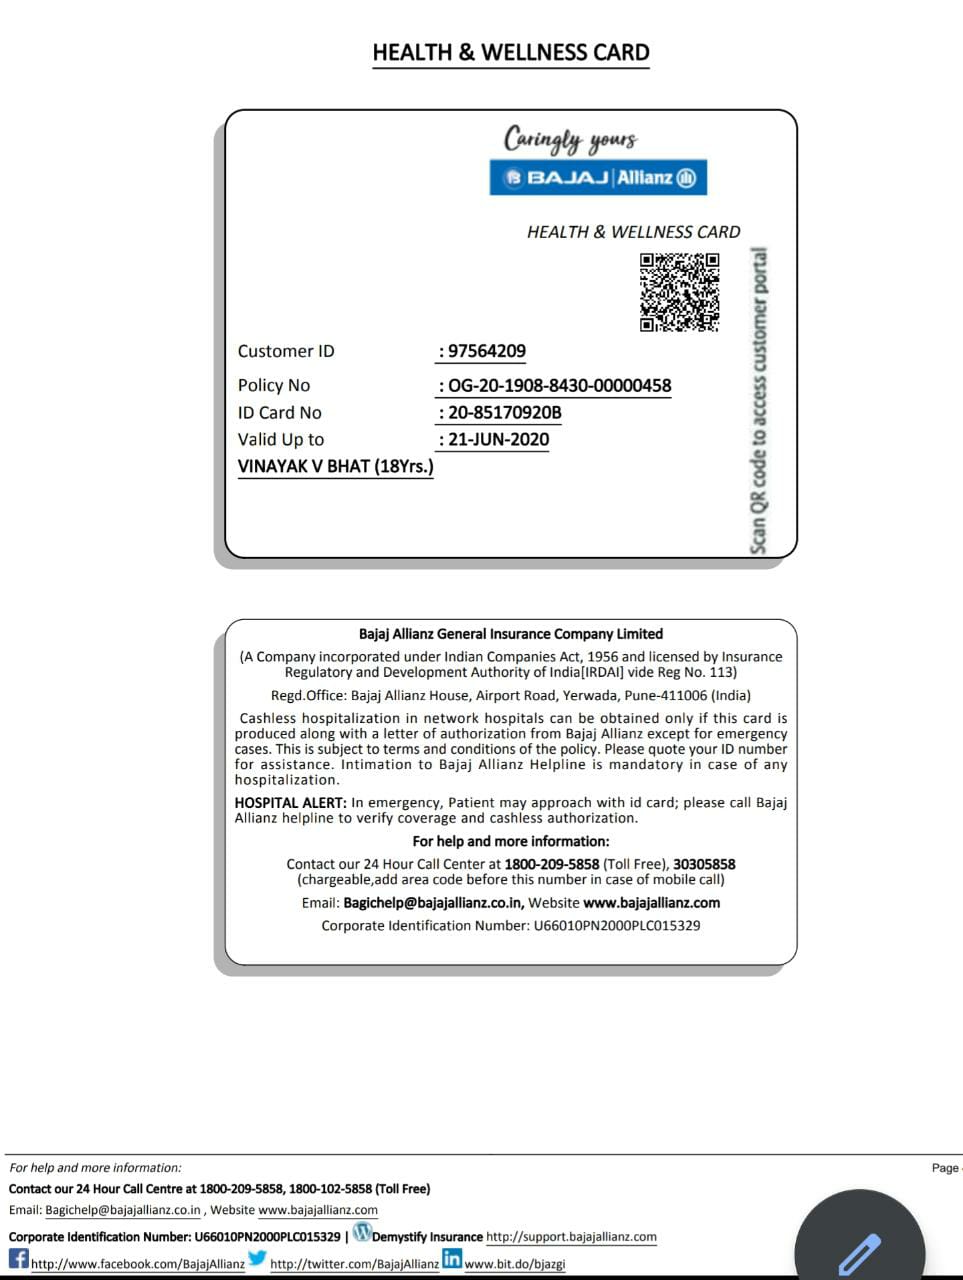 HEALTH & WELLNESS CARD
Caringly yours
BAJAJ | Allianz
HEALTH & WELLNESS CARD
Scan QR code to access customer portal
Customer ID : 97564209
Policy No : OG-20-1908-8430-00000458
ID Card No : 20-85170920B
Valid Up to : 21-JUN-2020
VINAYAK V BHAT (18Yrs.)
Bajaj Allianz General Insurance Company Limited
(A Company incorporated under Indian Companies Act, 1956 and licensed by Insurance
Regulatory and Development Authority of India[IRDAI] vide Reg No. 113)
Regd.Office: Bajaj Allianz House, Airport Road, Yerwada, Pune-411006 (India)
Cashless hospitalization in network hospitals can be obtained only if this card is
produced along with a letter of authorization from Bajaj Allianz except for emergency
cases. This is subject to terms and conditions of the policy. Please quote your ID number
for assistance. Intimation to Bajaj Allianz Helpline is mandatory in case of any
hospitalization.
HOSPITAL ALERT: In emergency, Patient may approach with id card; please call Bajaj
Allianz helpline to verify coverage and cashless authorization.
For help and more information:
Contact our 24 Hour Call Center at 1800-209-5858 (Toll Free), 30305858
(chargeable,add area code before this number in case of mobile call)
Email: Bagichelp@bajajallianz.co.in, Website www.bajajallianz.com
Corporate Identification Number: U66010PN2000PLC015329
For help and more information:
Page
Contact our 24 Hour Call Centre at 1800-209-5858, 1800-102-5858 (Toll Free)
Email: Bagichelp@bajajallianz.co.in , Website www.bajajallianz.com
Corporate Identification Number: U66010PN2000PLC015329 | Demystify Insurance http://support.bajajallianz.com
http://www.facebook.com/BajajAllianz http://twitter.com/BajajAllianz in www.bit.do/bjazgi